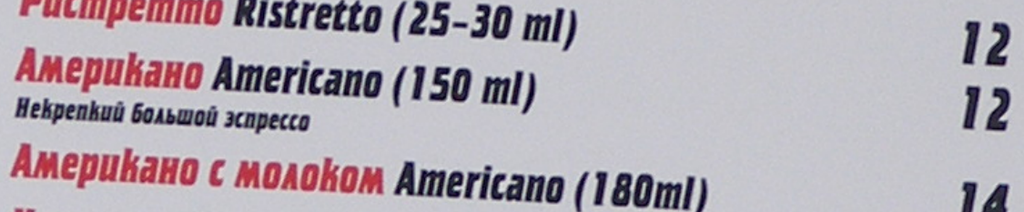 Ристретто Ristretto (25-30 ml) 12
Американо Americano (150 ml) 12
Некрепкий большой эспрессо
Американо с молоком Americano (180ml) 14